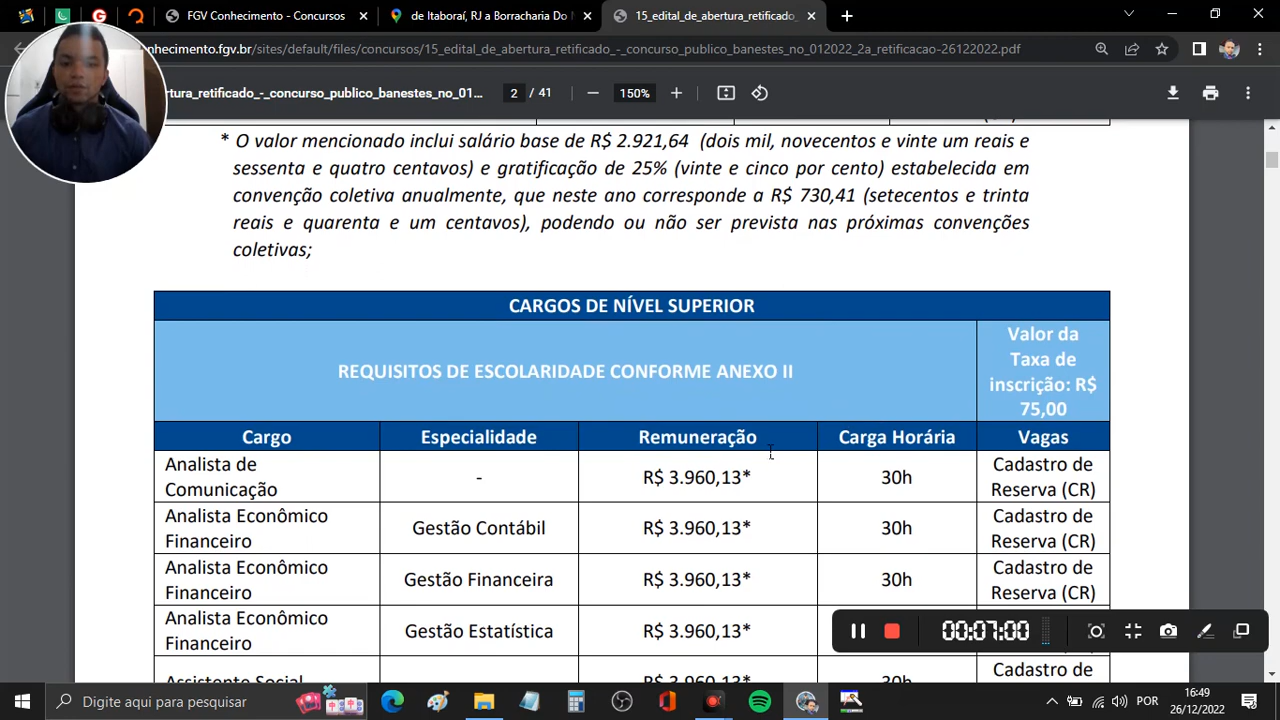 FGV Conhecimento - Concursos
de Itaboraí, RJ a Borracharia Do
15_edital_de_abertura_retificado_
nhecimento.fgv.br/sites/default/files/concursos/15_edital_de_abertura_retificado_-_concurso_publico_banestes_no_012022_2a_retificacao-26122022.pdf
rtura_retificado_-_concurso_publico_banestes_no_01... 2 / 41 150%
* O valor mencionado inclui salário base de R$ 2.921,64 (dois mil, novecentos e vinte um reais e
sessenta e quatro centavos) e gratificação de 25% (vinte e cinco por cento) estabelecida em
convenção coletiva anualmente, que neste ano corresponde a R$ 730,41 (setecentos e trinta
reais e quarenta e um centavos), podendo ou não ser prevista nas próximas convenções
coletivas;
CARGOS DE NÍVEL SUPERIOR
REQUISITOS DE ESCOLARIDADE CONFORME ANEXO II
Valor da
Taxa de
inscrição: R$
75,00
Cargo Especialidade Remuneração Carga Horária Vagas
Analista de
Comunicação
-
R$ 3.960,13*
30h
Cadastro de
Reserva (CR)
Analista Econômico
Financeiro
Gestão Contábil
R$ 3.960,13*
30h
Cadastro de
Reserva (CR)
Analista Econômico
Financeiro
Gestão Financeira
R$ 3.960,13*
30h
Cadastro de
Reserva (CR)
Analista Econômico
Financeiro
Gestão Estatística
R$ 3.960,13*
00:07:00
Assistente Social
R$ 3.960,13*
30h
Cadastro de
Digite aqui para pesquisar
POR
16:49
26/12/2022